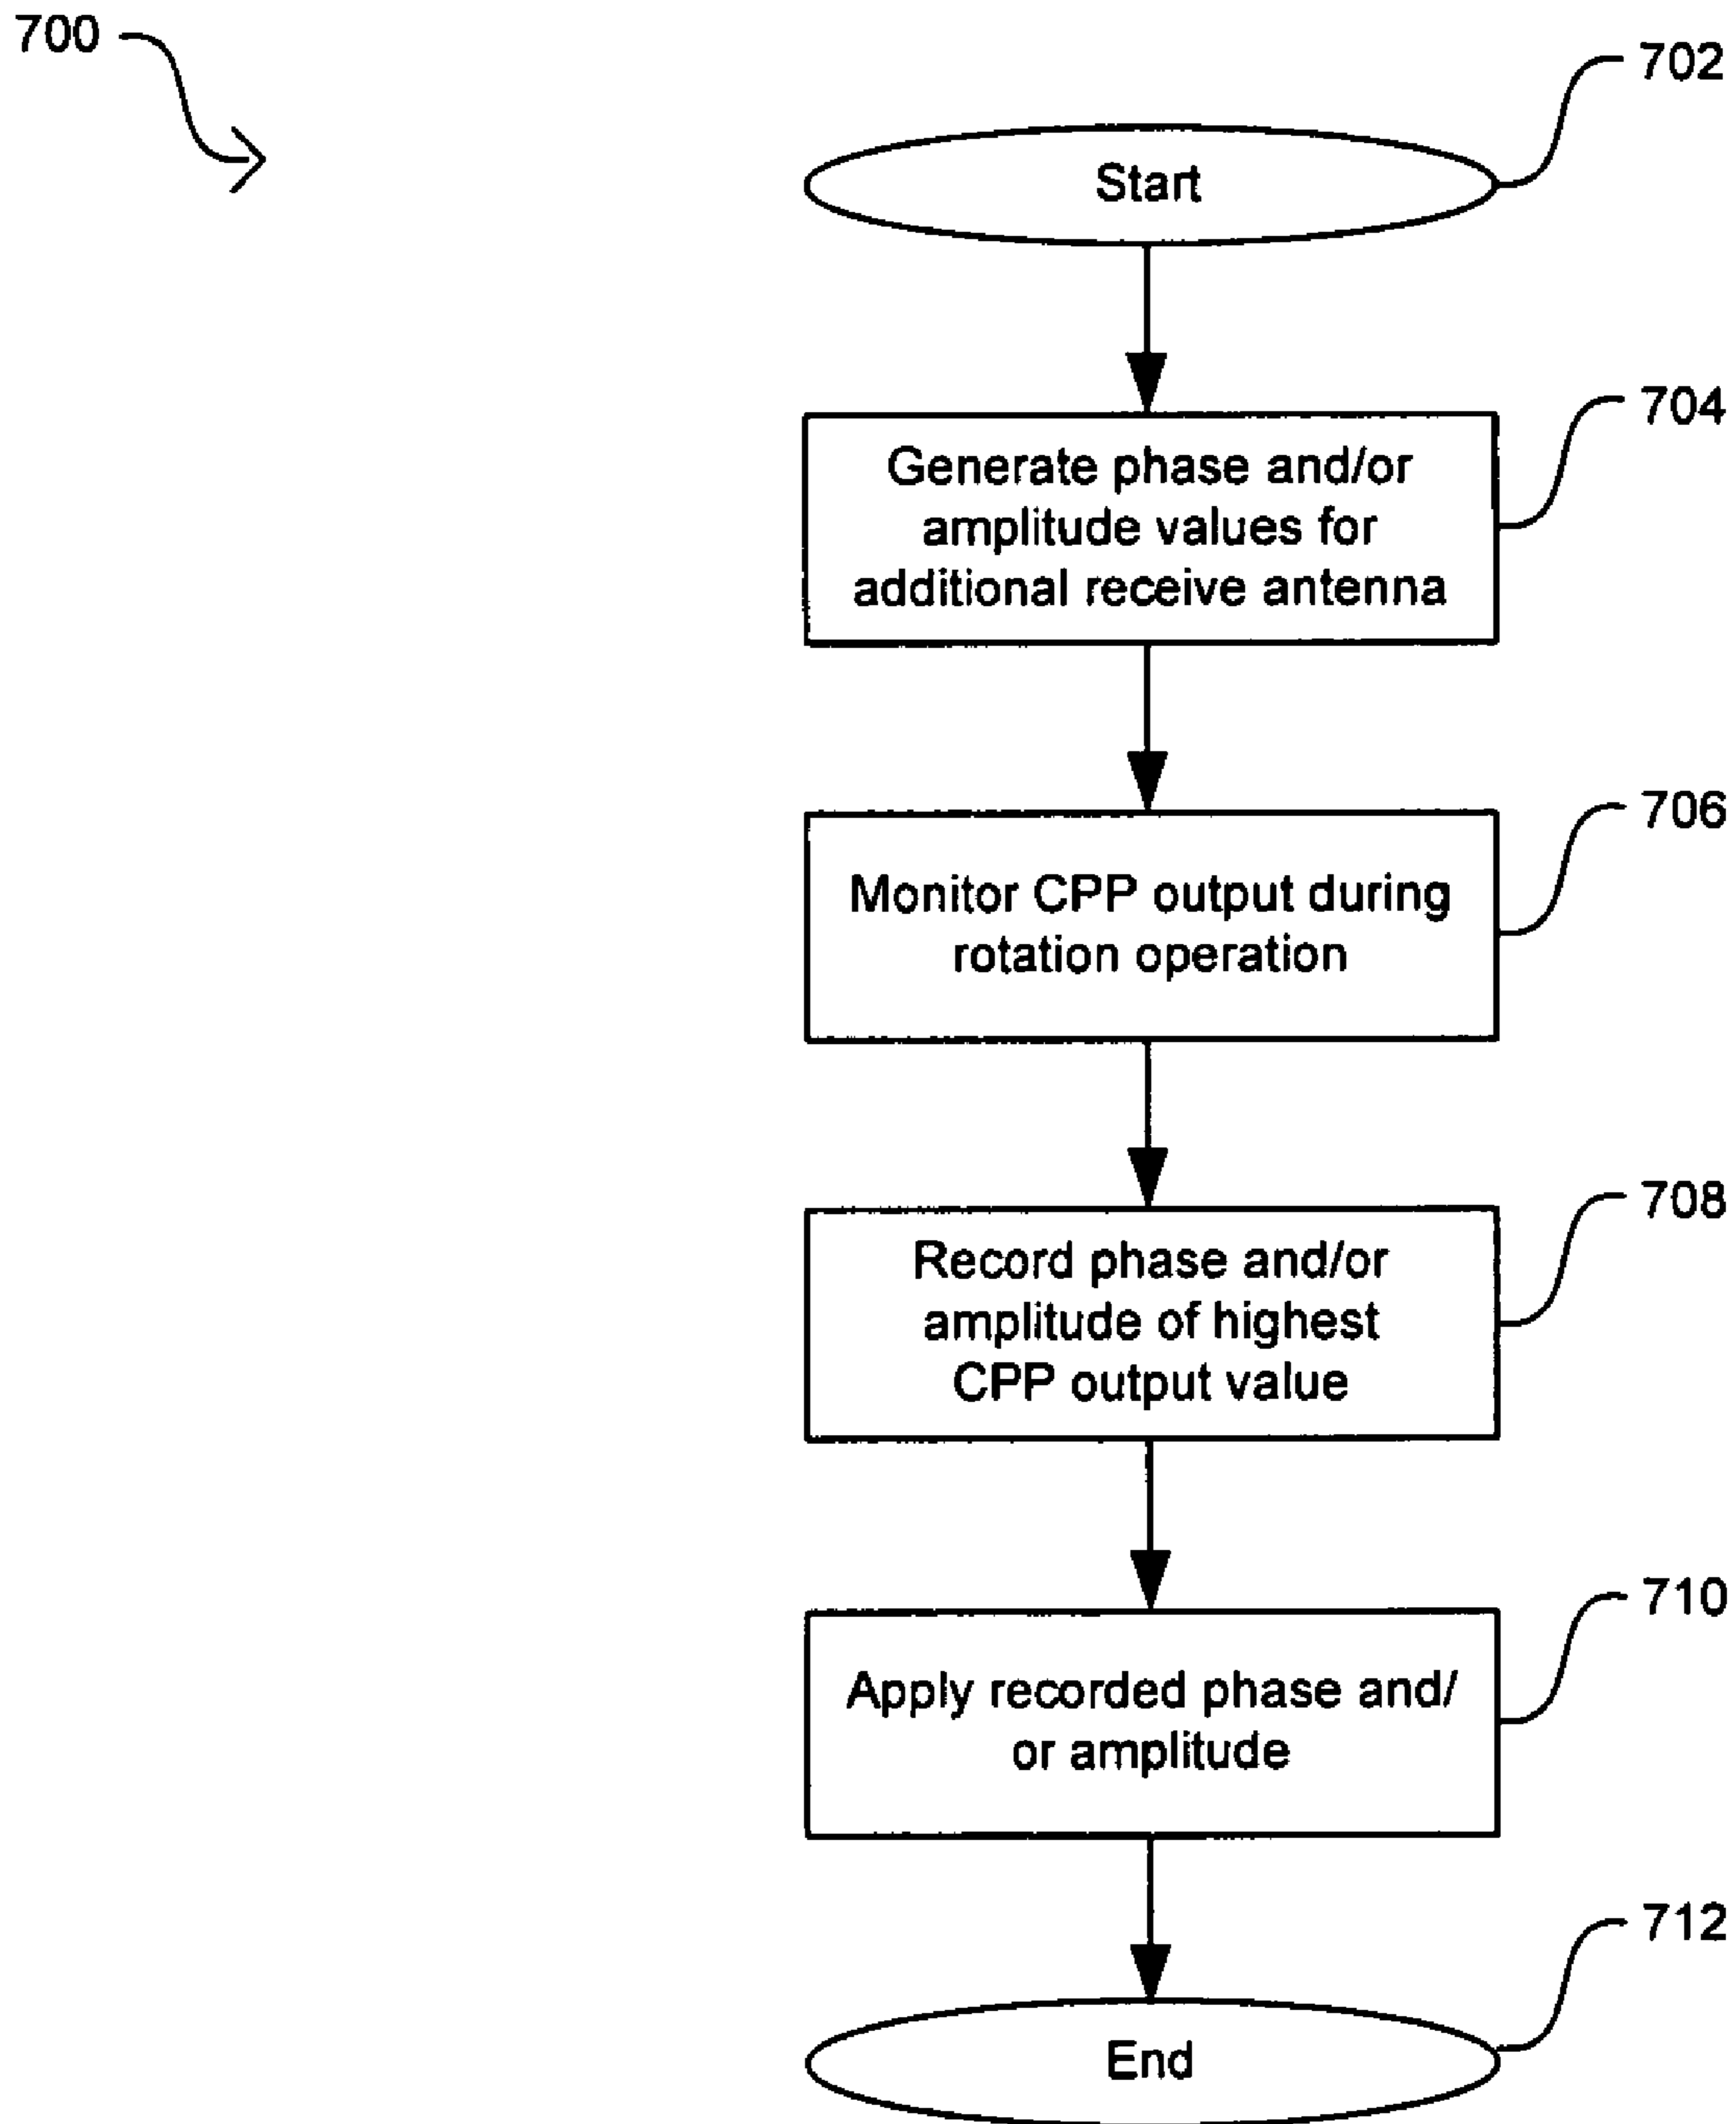 700
702
Start
704
Generate phase and/or
amplitude values for
additional receive antenna
706
Monitor CPP output during
rotation operation
708
Record phase and/or
amplitude of highest
CPP output value
710
Apply recorded phase and/
or amplitude
712
End